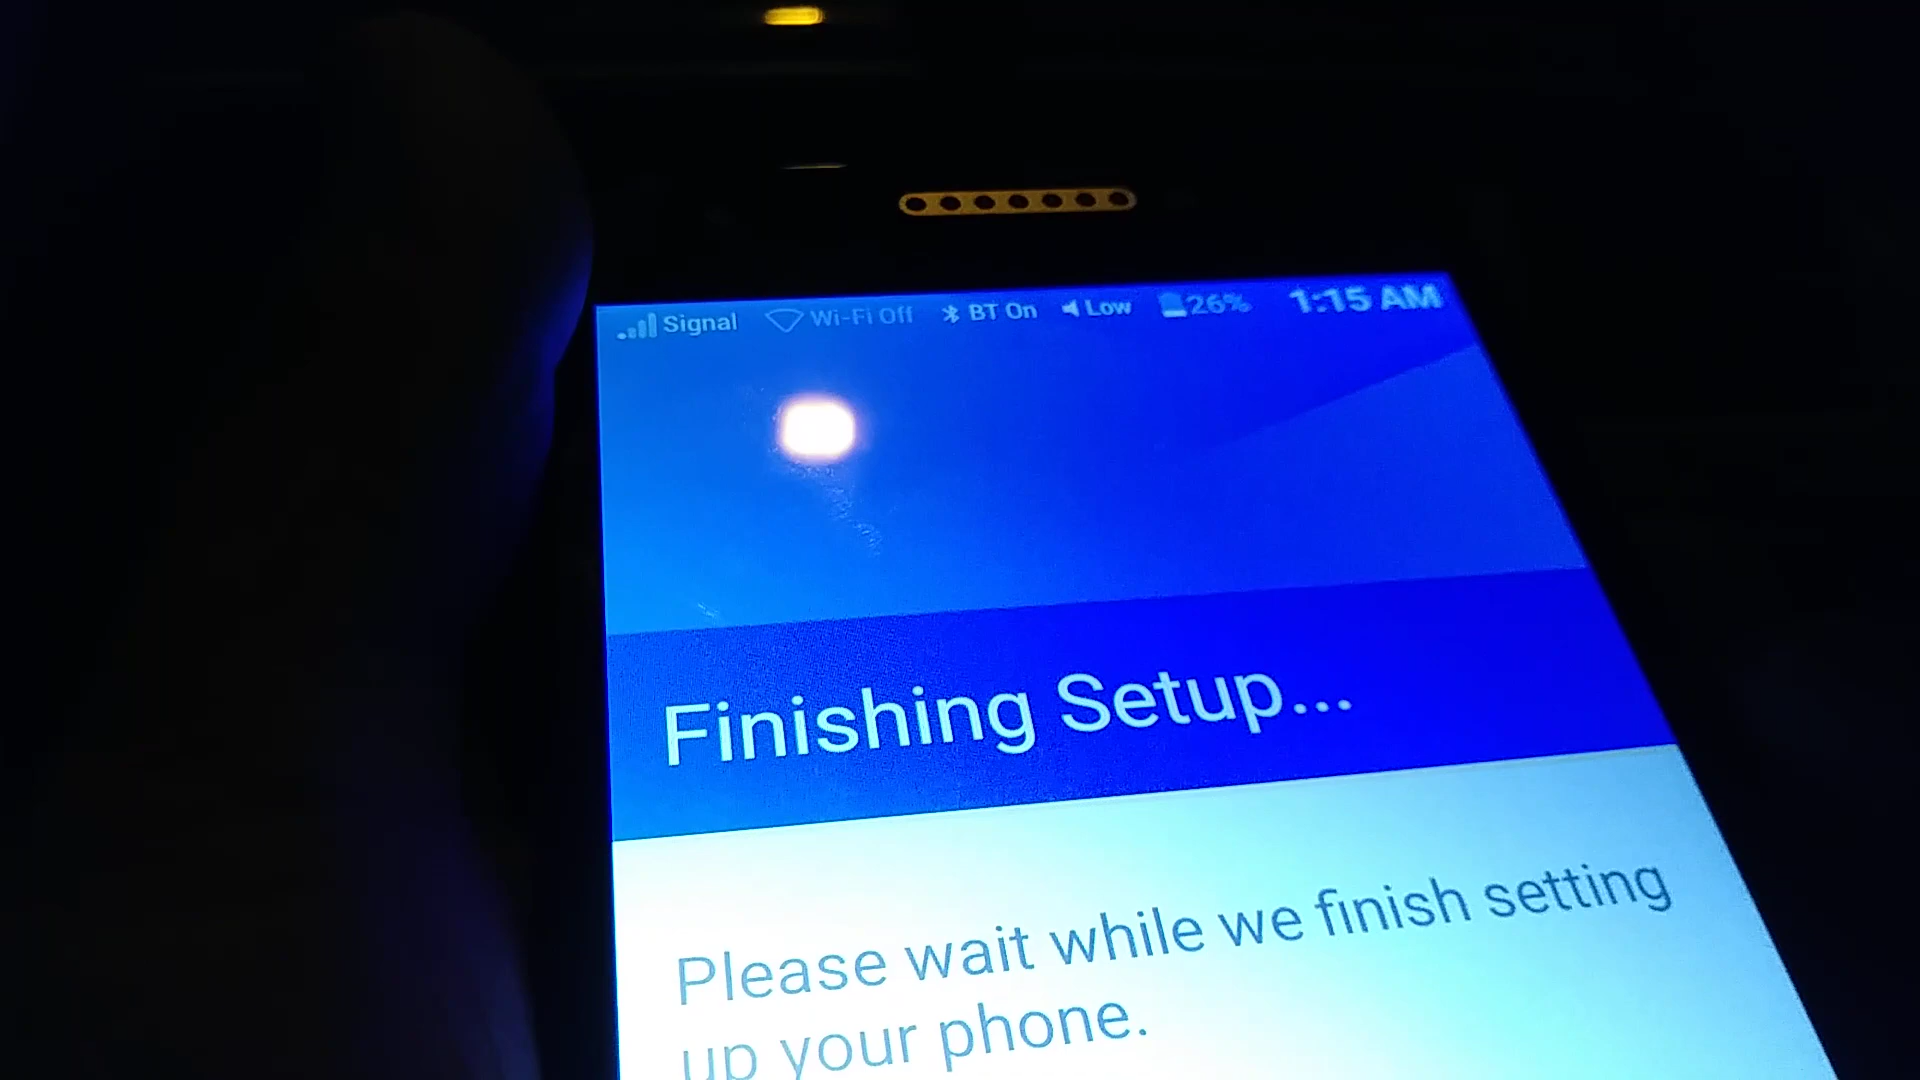 Signal Wi-Fi Off BT On Low 26% 1:15 AM
Finishing Setup...
Please wait while we finish setting
up your phone.